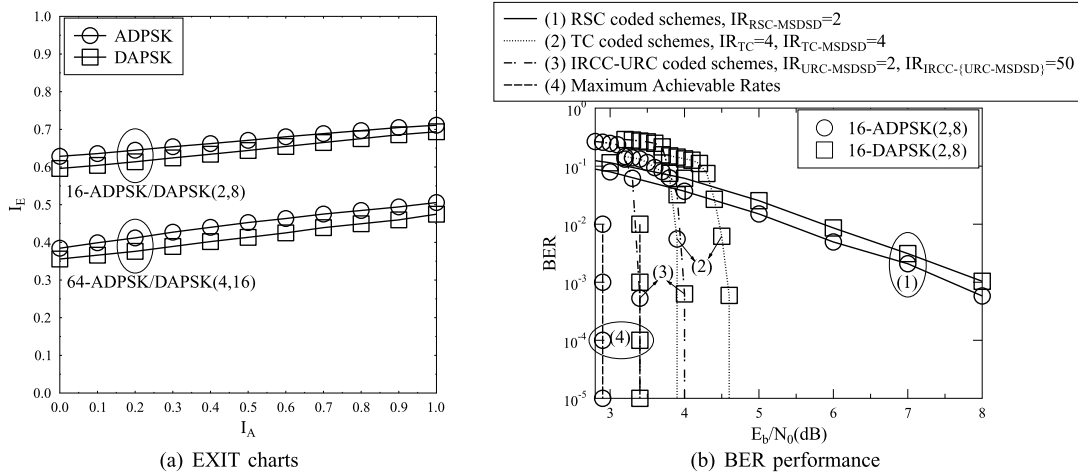 ADPSK
DAPSK
1.0
0.9
0.8
0.7
0.6
0.5
0.4
0.3
0.2
0.1
0.0
I_E
16-ADPSK/DAPSK(2,8)
64-ADPSK/DAPSK(4,16)
0.0 0.1 0.2 0.3 0.4 0.5 0.6 0.7 0.8 0.9 1.0
I_A
(a) EXIT charts
(1) RSC coded schemes, IR_RSC-MSDSD=2
(2) TC coded schemes, IR_TC=4, IR_TC-MSDSD=4
(3) IRCC-URC coded schemes, IR_URC-MSDSD=2, IR_IRCC-{URC-MSDSD}=50
(4) Maximum Achievable Rates
16-ADPSK(2,8)
16-DAPSK(2,8)
10^0
10^-1
10^-2
10^-3
10^-4
10^-5
BER
(2)
(3)
(1)
(4)
3 4 5 6 7 8
E_b/N_0(dB)
(b) BER performance